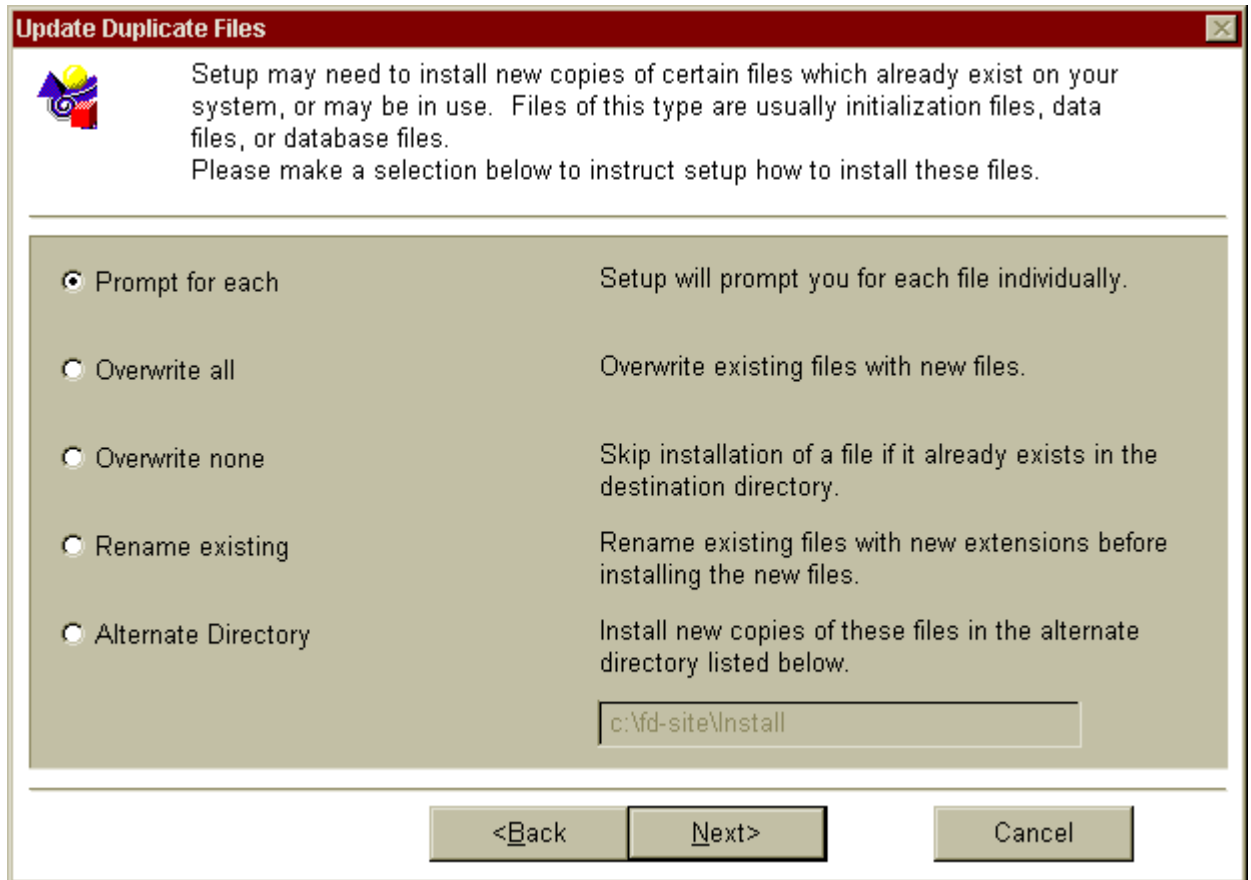 Update Duplicate Files
Setup may need to install new copies of certain files which already exist on your
system, or may be in use.  Files of this type are usually initialization files, data
files, or database files.
Please make a selection below to instruct setup how to install these files.
Prompt for each
Setup will prompt you for each file individually.
Overwrite all
Overwrite existing files with new files.
Overwrite none
Skip installation of a file if it already exists in the
destination directory.
Rename existing
Rename existing files with new extensions before
installing the new files.
Alternate Directory
Install new copies of these files in the alternate
directory listed below.
c:\fd-site\Install
<Back
Next>
Cancel